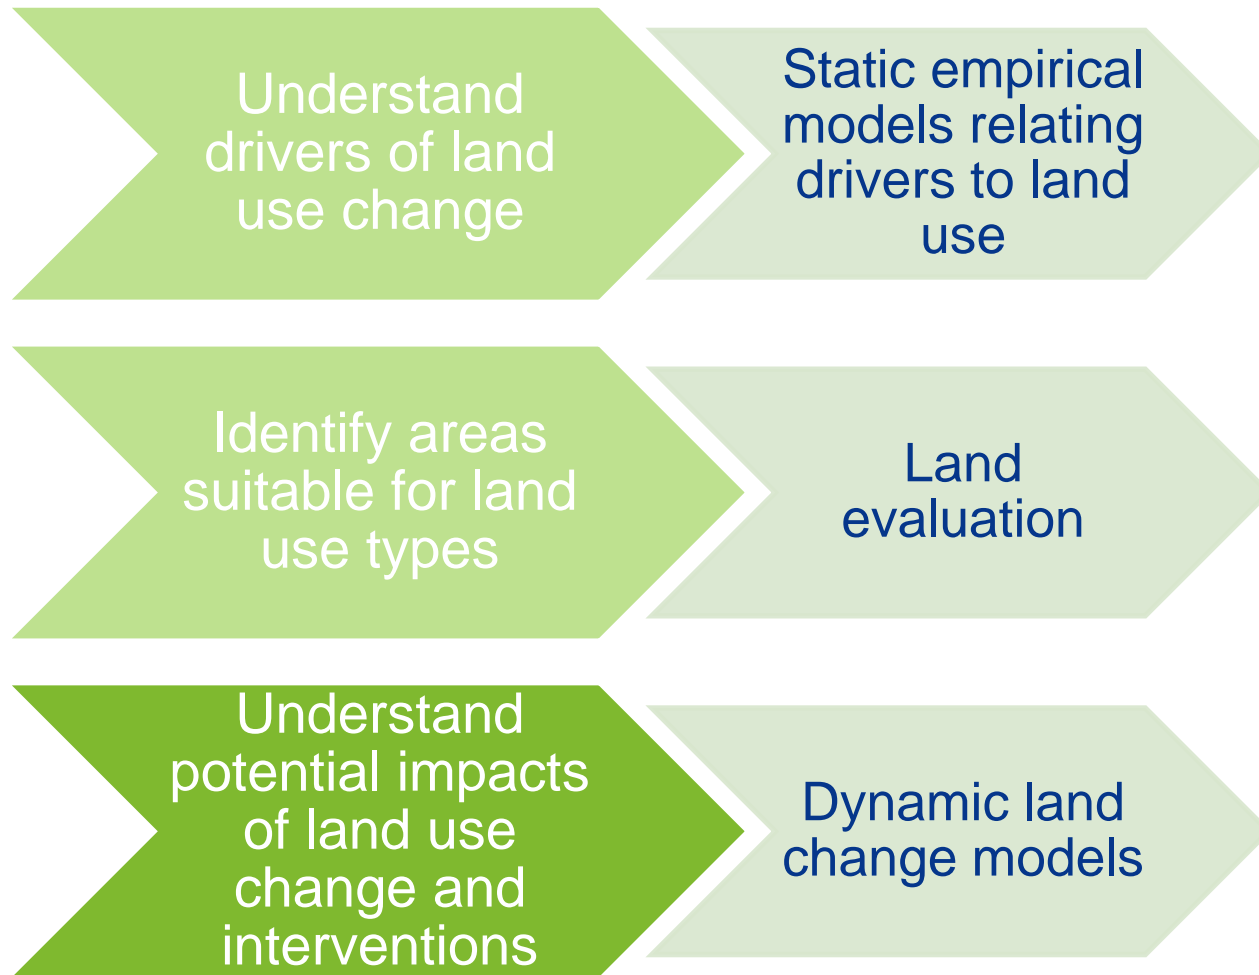 Understand
drivers of land
use change
Static empirical
models relating
drivers to land
use
Identify areas
suitable for land
use types
Land
evaluation
Understand
potential impacts
of land use
change and
interventions
Dynamic land
change models